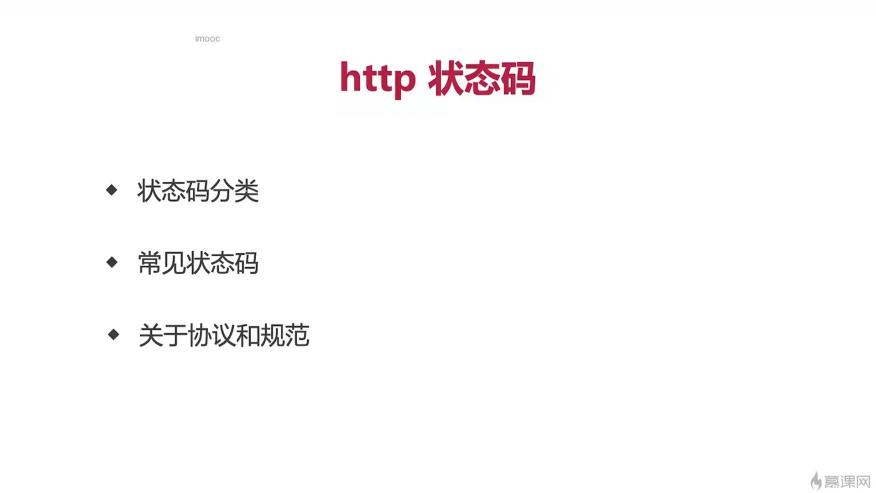 imooc
http 状态码
◆ 状态码分类
◆ 常见状态码
◆ 关于协议和规范
慕课网